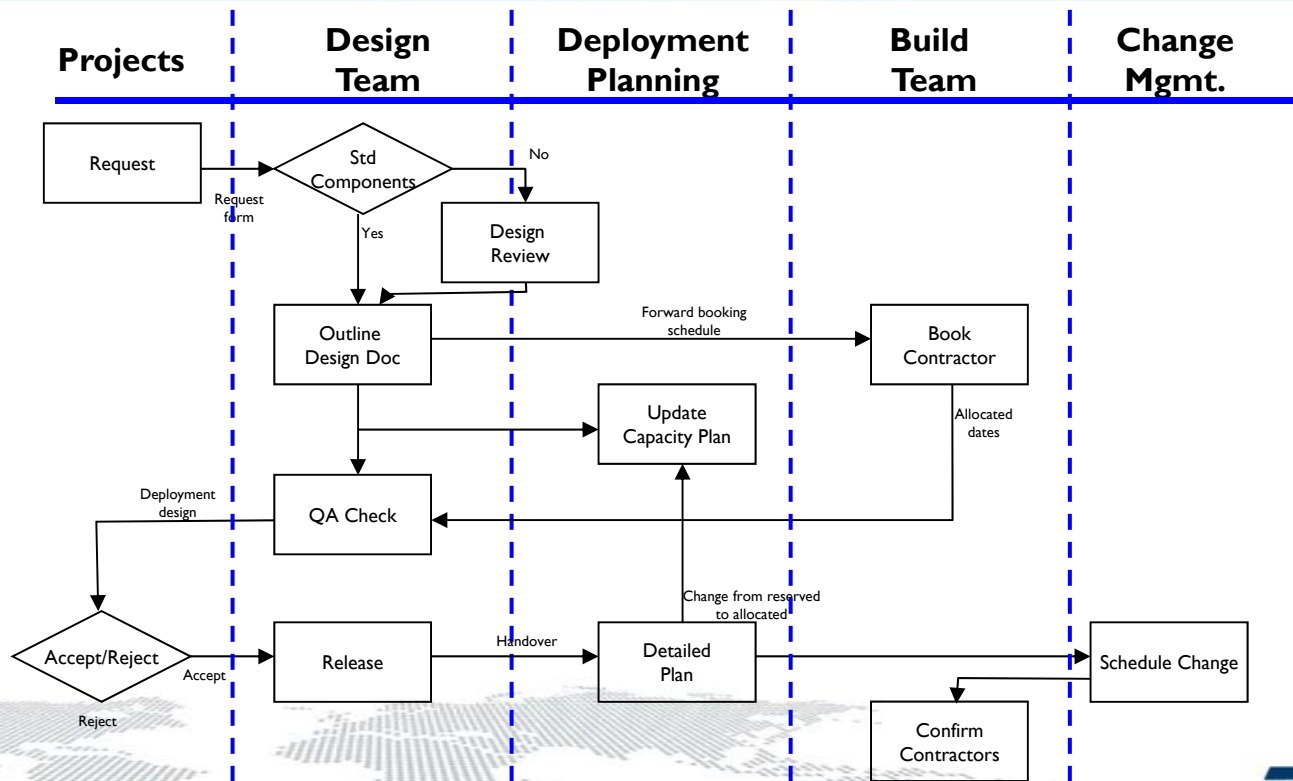 Projects
Design
Team
Deployment
Planning
Build
Team
Change
Mgmt.
Request
Request
form
Std
Components
No
Yes
Design
Review
Outline
Design Doc
Forward booking
schedule
Book
Contractor
Update
Capacity Plan
Allocated
dates
Deployment
design
QA Check
Change from reserved
to allocated
Accept/Reject
Accept
Reject
Release
Handover
Detailed
Plan
Schedule Change
Confirm
Contractors